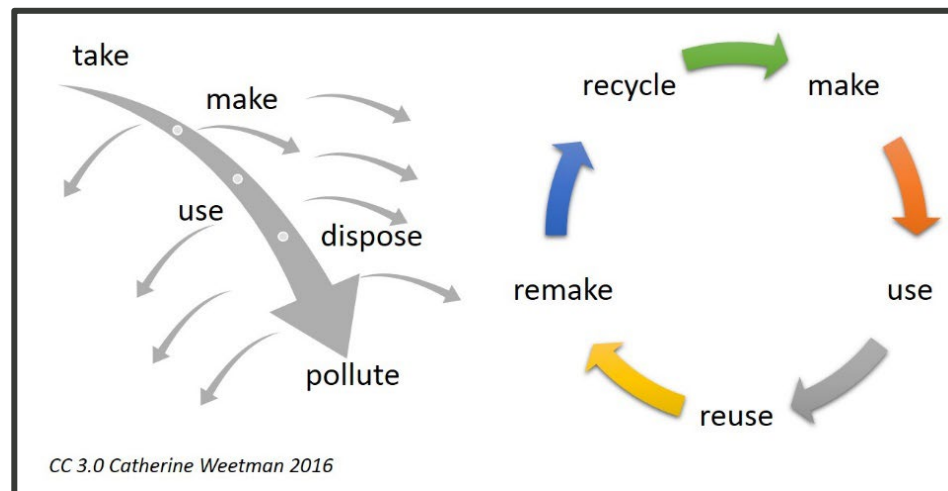 take
make
use
dispose
pollute
recycle
make
use
reuse
remake
CC 3.0 Catherine Weetman 2016